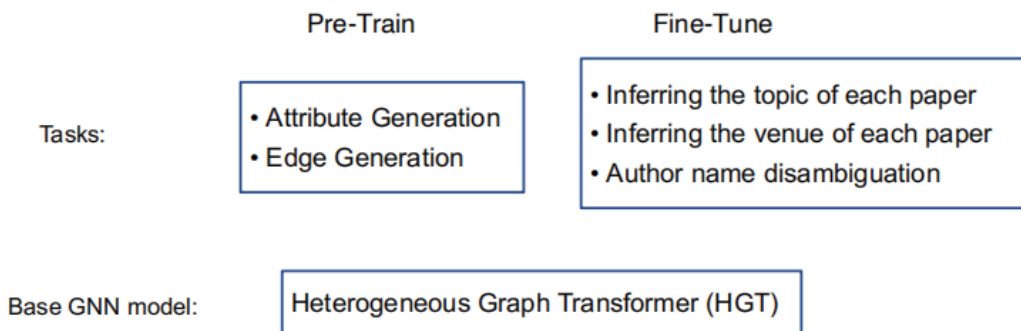 Pre-Train
Fine-Tune
Tasks:
• Attribute Generation
• Edge Generation
• Inferring the topic of each paper
• Inferring the venue of each paper
• Author name disambiguation
Base GNN model:
Heterogeneous Graph Transformer (HGT)